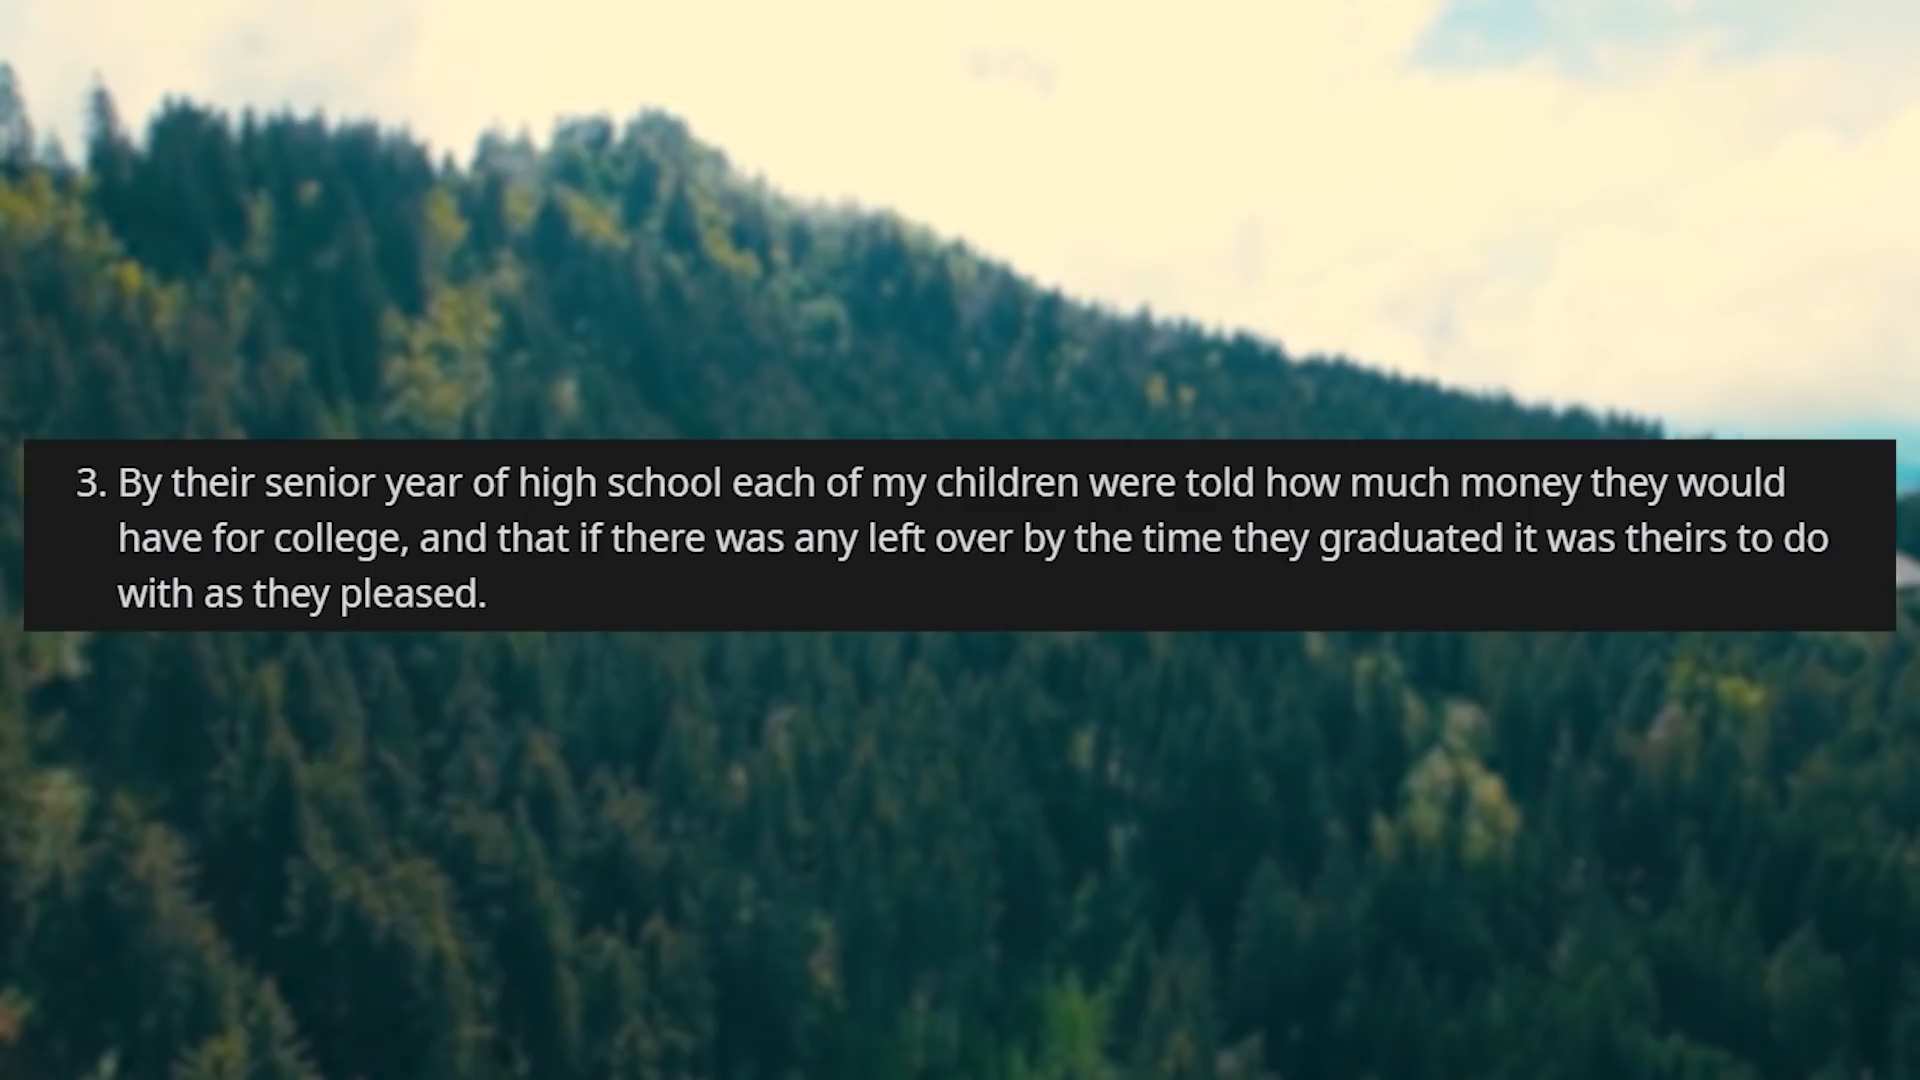 3. By their senior year of high school each of my children were told how much money they would
have for college, and that if there was any left over by the time they graduated it was theirs to do
with as they pleased.